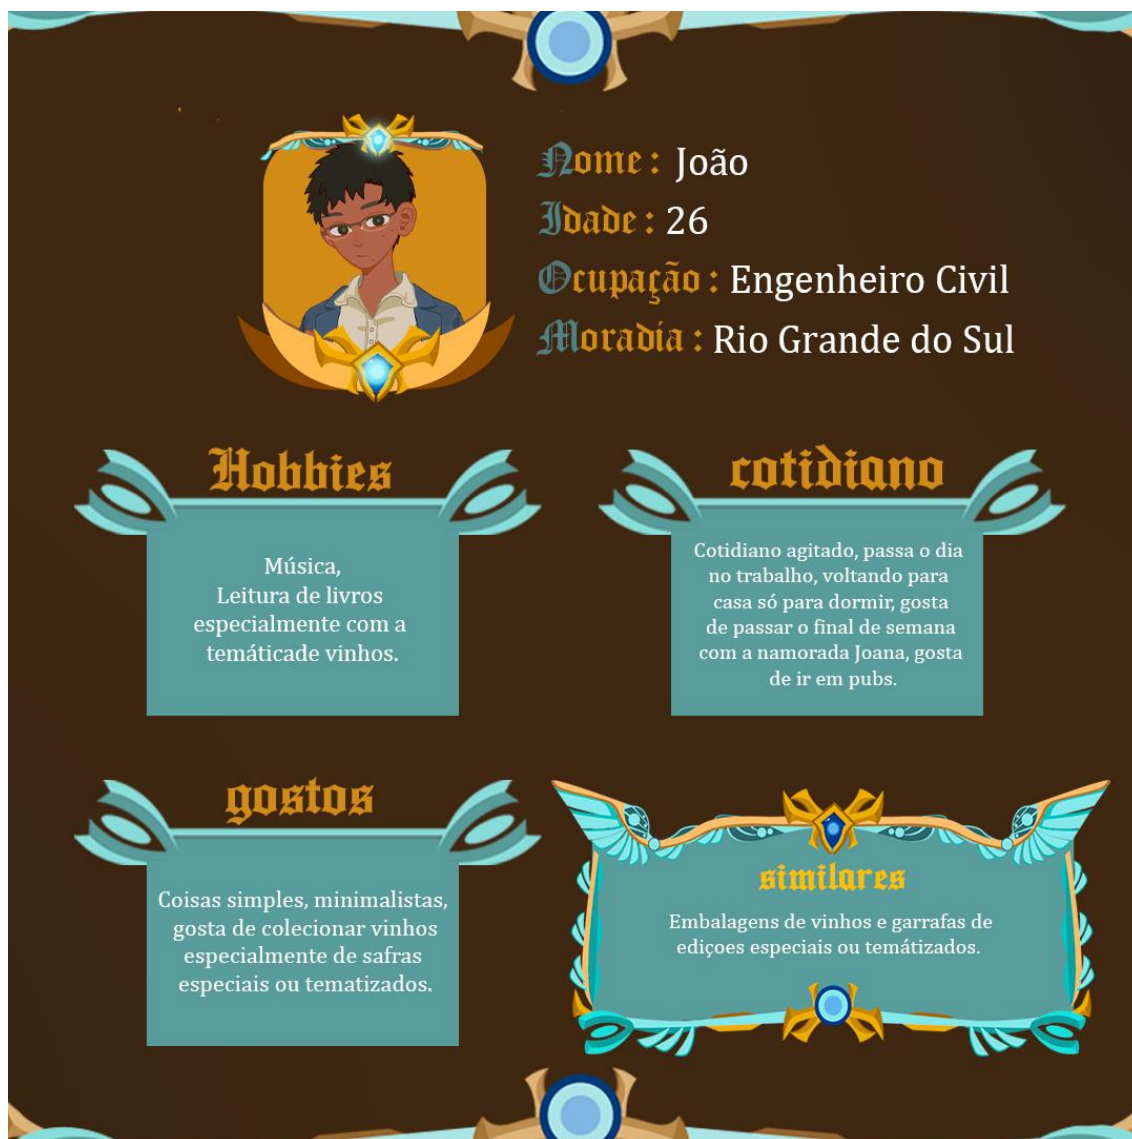 Nome: João
Idade: 26
Ocupação: Engenheiro Civil
Moradia: Rio Grande do Sul
Hobbies
Música,
Leitura de livros
especialmente com a
temáticade vinhos.
cotidiano
Cotidiano agitado, passa o dia
no trabalho, voltando para
casa só para dormir, gosta
de passar o final de semana
com a namorada Joana, gosta
de ir em pubs.
gostos
Coisas simples, minimalistas,
gosta de colecionar vinhos
especialmente de safras
especiais ou tematizados.
similares
Embalagens de vinhos e garrafas de
ediçoes especiais ou temátizados.